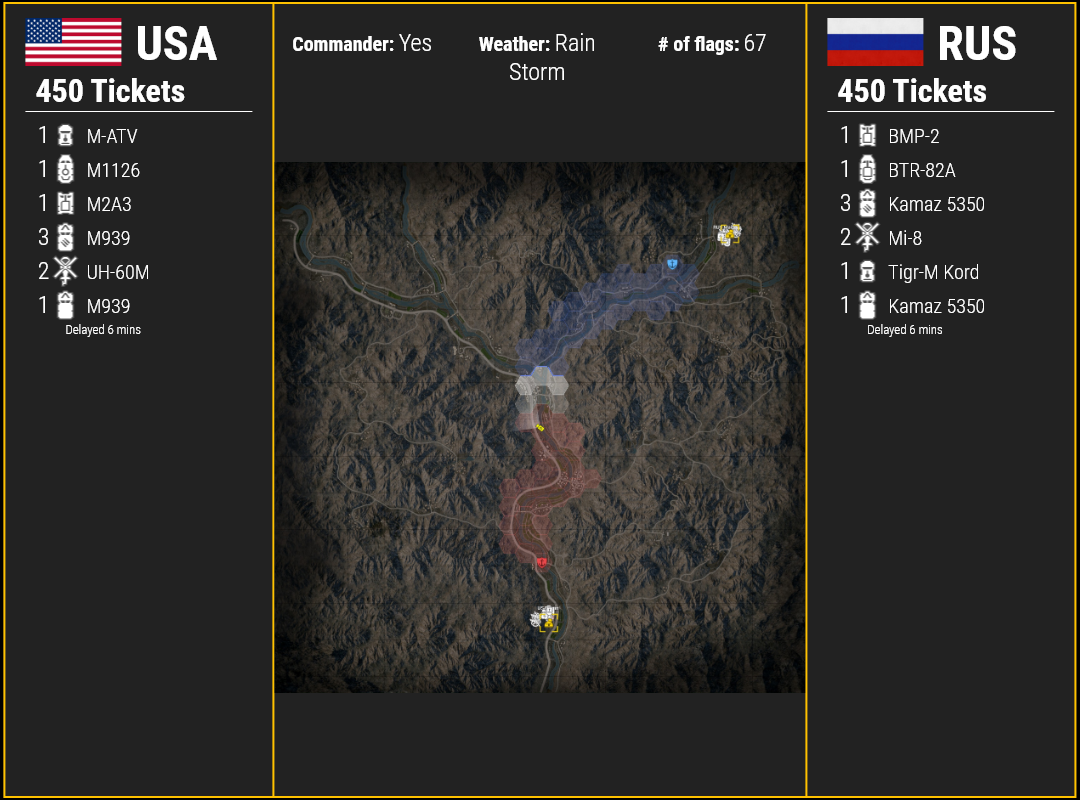 USA
450 Tickets
1 M-ATV
1 M1126
1 M2A3
3 M939
2 UH-60M
1 M939
Delayed 6 mins
Commander: Yes
Weather: Rain
Storm
# of flags: 67
RUS
450 Tickets
1 BMP-2
1 BTR-82A
3 Kamaz 5350
2 Mi-8
1 Tigr-M Kord
1 Kamaz 5350
Delayed 6 mins